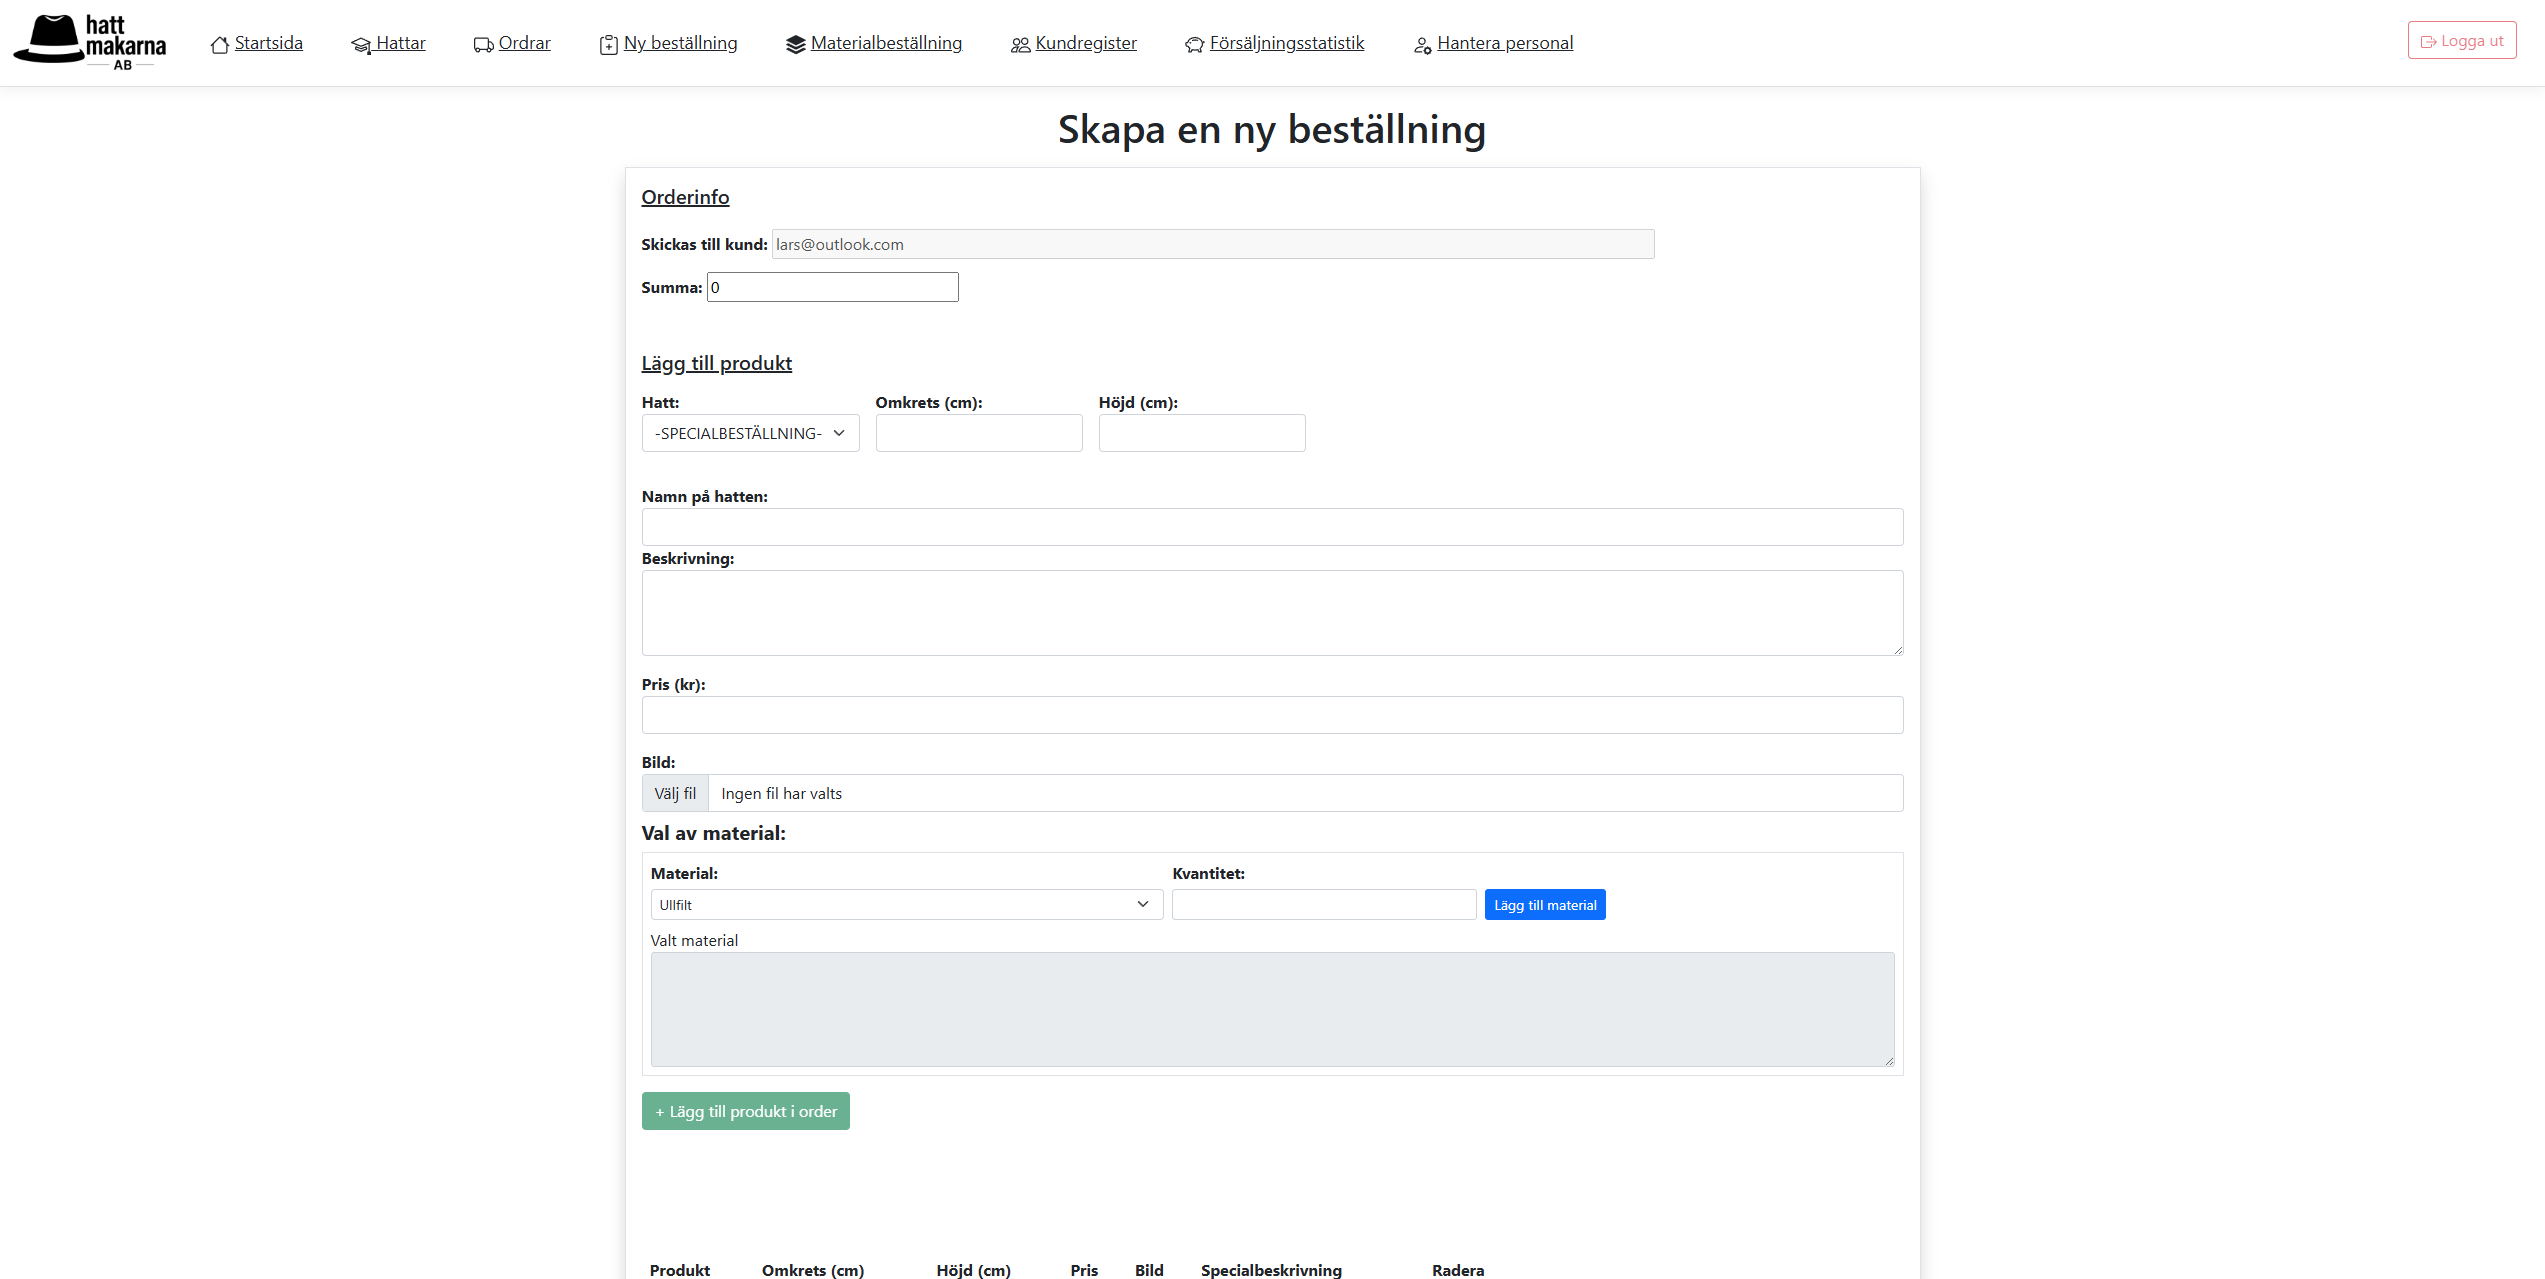 hatt
makarna
AB
Startsida Hattar Ordrar Ny beställning Materialbeställning Kundregister Försäljningsstatistik Hantera personal Logga ut
Skapa en ny beställning
Orderinfo
Skickas till kund: lars@outlook.com
Summa: 0
Lägg till produkt
Hatt: Omkrets (cm): Höjd (cm):
-SPECIALBESTÄLLNING-
Namn på hatten:
Beskrivning:
Pris (kr):
Bild:
Välj fil Ingen fil har valts
Val av material:
Material: Kvantitet:
Ullfilt Lägg till material
Valt material
+ Lägg till produkt i order
Produkt Omkrets (cm) Höjd (cm) Pris Bild Specialbeskrivning Radera